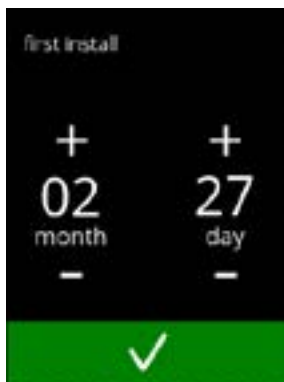 first install
+ +
02 27
month day
- -